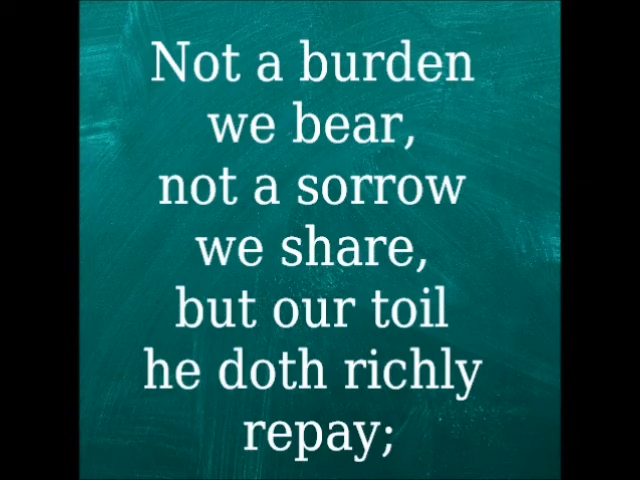 Not a burden
we bear,
not a sorrow
we share,
but our toil
he doth richly
repay;